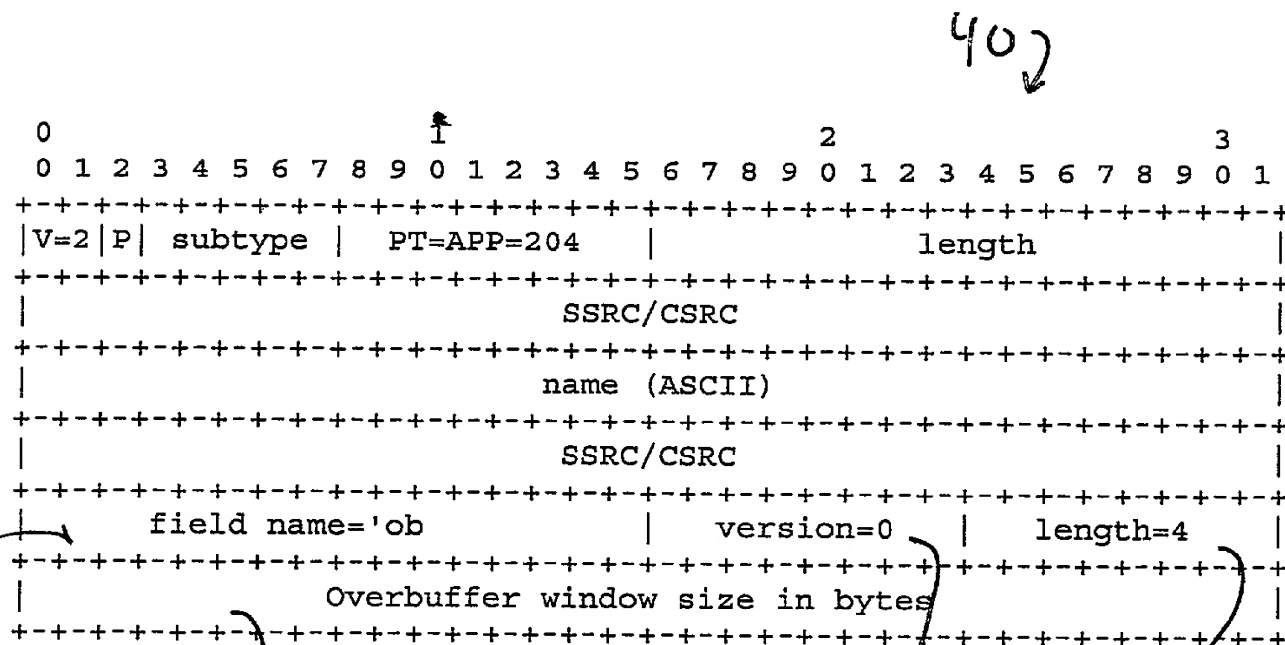 40
0 1 2 3
0 1 2 3 4 5 6 7 8 9 0 1 2 3 4 5 6 7 8 9 0 1 2 3 4 5 6 7 8 9 0 1
+-+-+-+-+-+-+-+-+-+-+-+-+-+-+-+-+-+-+-+-+-+-+-+-+-+-+-+-+-+-+-+-+
|V=2|P| subtype | PT=APP=204 | length |
+-+-+-+-+-+-+-+-+-+-+-+-+-+-+-+-+-+-+-+-+-+-+-+-+-+-+-+-+-+-+-+-+
| SSRC/CSRC |
+-+-+-+-+-+-+-+-+-+-+-+-+-+-+-+-+-+-+-+-+-+-+-+-+-+-+-+-+-+-+-+-+
| name (ASCII) |
+-+-+-+-+-+-+-+-+-+-+-+-+-+-+-+-+-+-+-+-+-+-+-+-+-+-+-+-+-+-+-+-+
| SSRC/CSRC |
+-+-+-+-+-+-+-+-+-+-+-+-+-+-+-+-+-+-+-+-+-+-+-+-+-+-+-+-+-+-+-+-+
| field name='ob | version=0 | length=4 |
+-+-+-+-+-+-+-+-+-+-+-+-+-+-+-+-+-+-+-+-+-+-+-+-+-+-+-+-+-+-+-+-+
| Overbuffer window size in bytes |
+-+-+-+-+-+-+-+-+-+-+-+-+-+-+-+-+-+-+-+-+-+-+-+-+-+-+-+-+-+-+-+-+